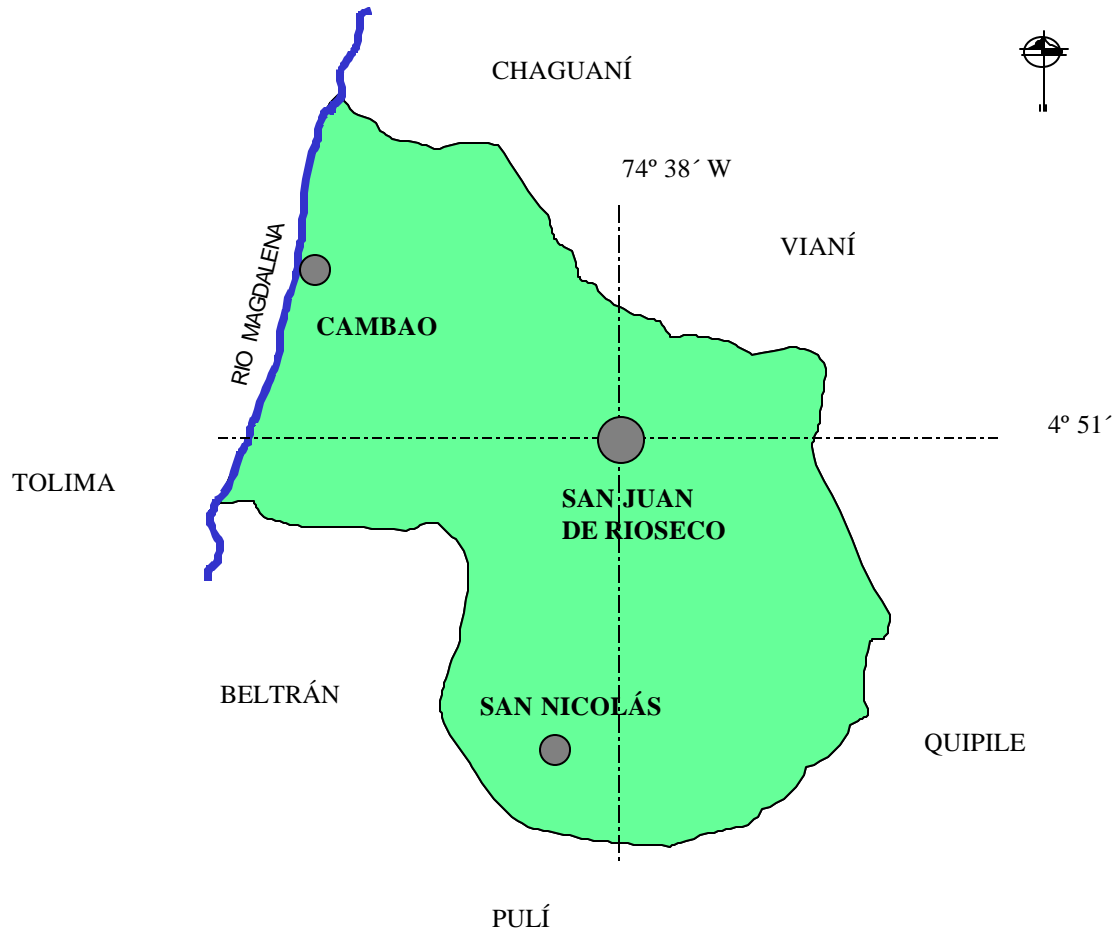 CHAGUANÍ
74º 38´ W
VIANÍ
RIO MAGDALENA
CAMBAO
4º 51´
TOLIMA
SAN JUAN
DE RIOSECO
BELTRÁN
SAN NICOLÁS
QUIPILE
PULÍ